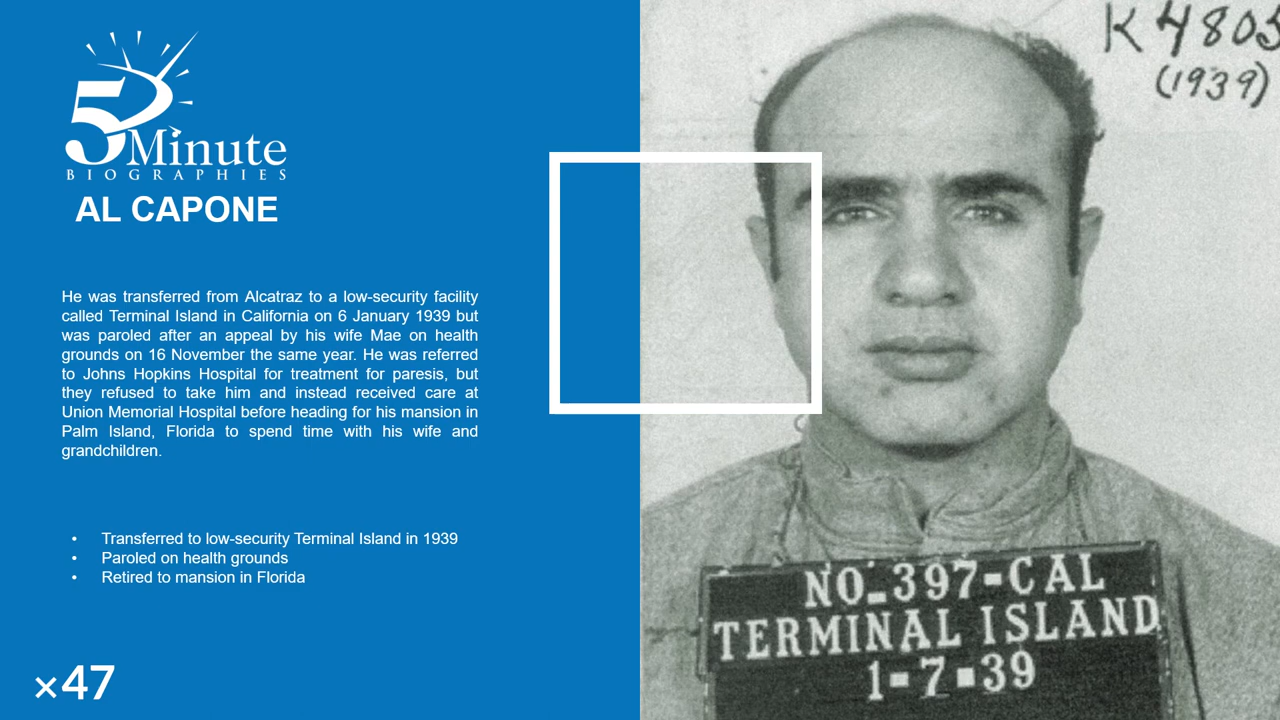 5 Minute
BIOGRAPHIES
AL CAPONE
He was transferred from Alcatraz to a low-security facility
called Terminal Island in California on 6 January 1939 but
was paroled after an appeal by his wife Mae on health
grounds on 16 November the same year. He was referred
to Johns Hopkins Hospital for treatment for paresis, but
they refused to take him and instead received care at
Union Memorial Hospital before heading for his mansion in
Palm Island, Florida to spend time with his wife and
grandchildren.
• Transferred to low-security Terminal Island in 1939
• Paroled on health grounds
• Retired to mansion in Florida
×47
K4805
(1939)
NO-397-CAL
TERMINAL ISLAND
1-7-39